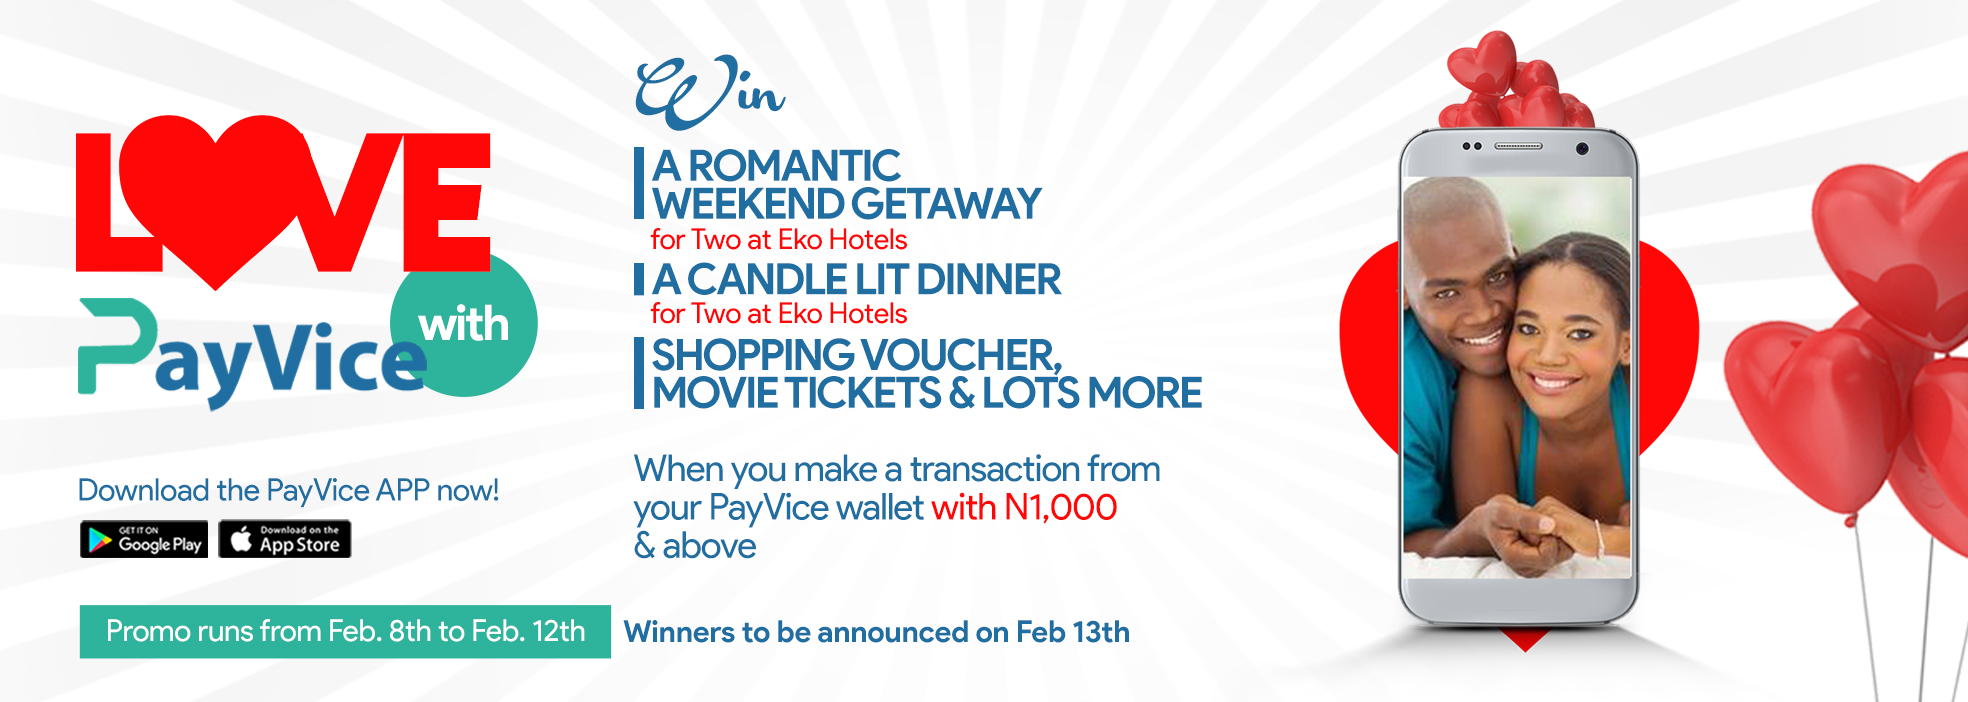 LOVE
with
PayVice
Download the PayVice APP now!
GET IT ON
Google Play
Download on the
App Store
Promo runs from Feb. 8th to Feb. 12th
Win
A ROMANTIC
WEEKEND GETAWAY
for Two at Eko Hotels
A CANDLE LIT DINNER
for Two at Eko Hotels
SHOPPING VOUCHER,
MOVIE TICKETS & LOTS MORE
When you make a transaction from
your PayVice wallet with N1,000
& above
Winners to be announced on Feb 13th